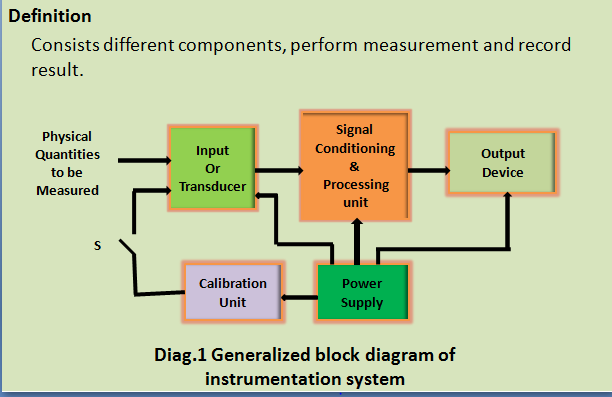 Definition
Consists different components, perform measurement and record
result.
Physical
Quantities
to be
Measured
Input
Or
Transducer
Signal
Conditioning
&
Processing
unit
Output
Device
S
Calibration
Unit
Power
Supply
Diag.1 Generalized block diagram of
instrumentation system